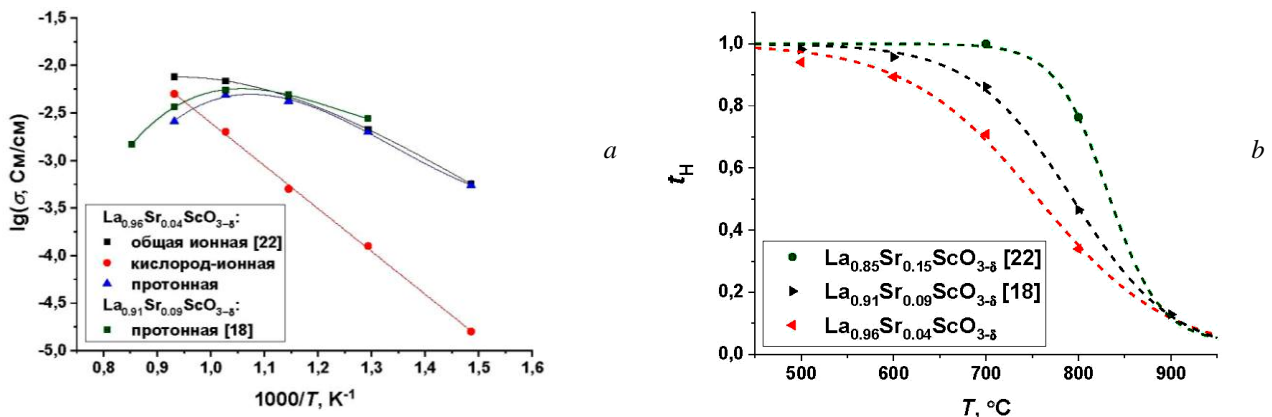 -1,5
-2,0
-2,5
-3,0
-3,5
-4,0
-4,5
-5,0
lg(σ, См/см)
La0.96Sr0.04ScO3–δ:
общая ионная [22]
кислород-ионная
протонная
La0.91Sr0.09ScO3–δ:
протонная [18]
0,8 0,9 1,0 1,1 1,2 1,3 1,4 1,5 1,6
1000/T, K-1
a
1,0
0,8
0,6
0,4
0,2
0,0
tH
La0.85Sr0.15ScO3-δ [22]
La0.91Sr0.09ScO3-δ [18]
La0.96Sr0.04ScO3-δ
500 600 700 800 900
T, °C
b